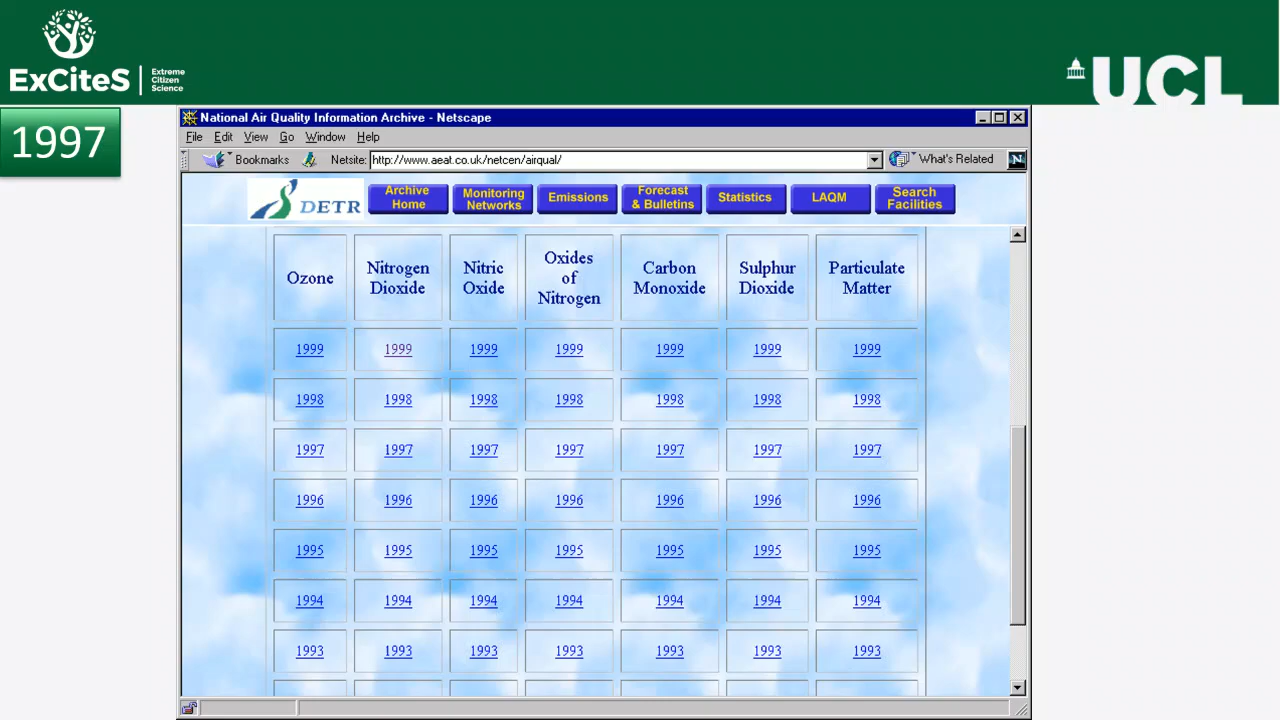 ExCiteS
Extreme
Citizen
Science
UCL
1997
National Air Quality Information Archive - Netscape
File Edit View Go Window Help
Bookmarks Netsite: http://www.aeat.co.uk/netcen/airqual/ What's Related N
DETR
Archive Home
Monitoring Networks
Emissions
Forecast & Bulletins
Statistics
LAQM
Search Facilities
Ozone
Nitrogen Dioxide
Nitric Oxide
Oxides of Nitrogen
Carbon Monoxide
Sulphur Dioxide
Particulate Matter
1999 1999 1999 1999 1999 1999 1999
1998 1998 1998 1998 1998 1998 1998
1997 1997 1997 1997 1997 1997 1997
1996 1996 1996 1996 1996 1996 1996
1995 1995 1995 1995 1995 1995 1995
1994 1994 1994 1994 1994 1994 1994
1993 1993 1993 1993 1993 1993 1993